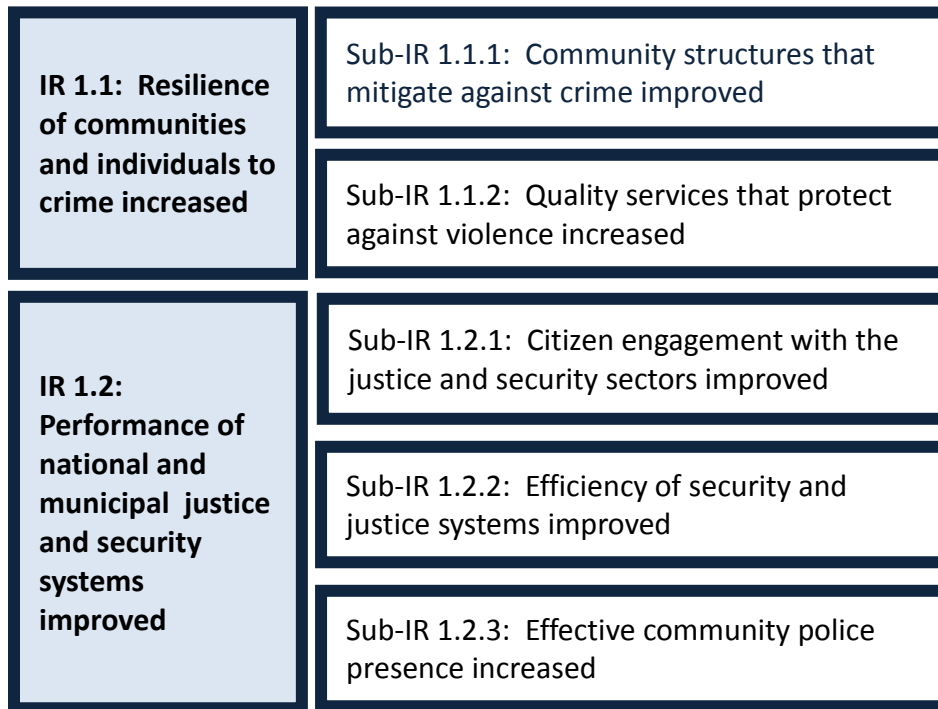 IR 1.1:  Resilience
of communities
and individuals to
crime increased
Sub-IR 1.1.1:  Community structures that
mitigate against crime improved
Sub-IR 1.1.2:  Quality services that protect
against violence increased
IR 1.2:
Performance of
national and
municipal  justice
and security
systems
improved
Sub-IR 1.2.1:  Citizen engagement with the
justice and security sectors improved
Sub-IR 1.2.2:  Efficiency of security and
justice systems improved
Sub-IR 1.2.3:  Effective community police
presence increased